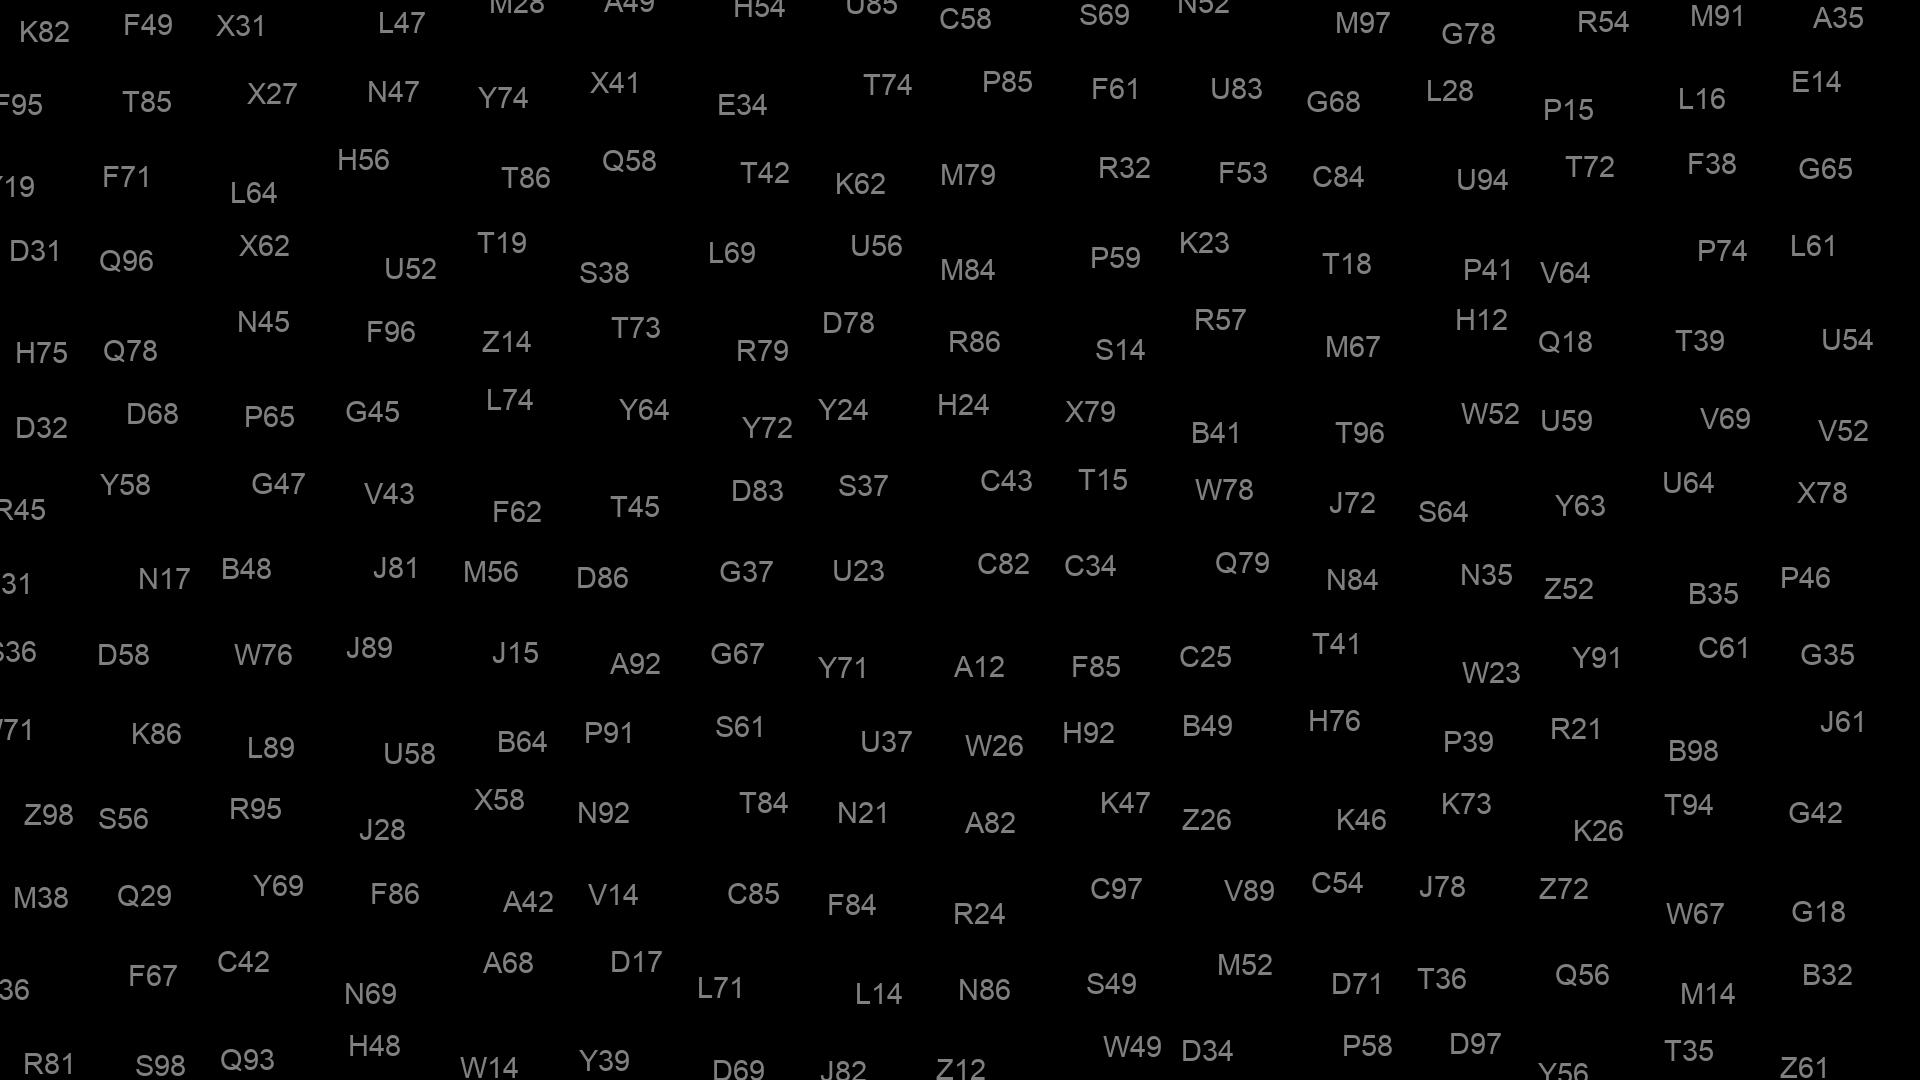 K82 F49 X31 L47 M28 A49 H54 U85 C58 S69 N52 M97 G78 R54 M91 A35
F95 T85 X27 N47 Y74 X41 E34 T74 P85 F61 U83 G68 L28 P15 L16 E14
F71 L64 H56 T86 Q58 T42 K62 M79 R32 F53 C84 U94 T72 F38 G65
D31 Q96 X62 U52 T19 S38 L69 U56 M84 P59 K23 T18 P41 V64 P74 L61
H75 Q78 N45 F96 Z14 T73 R79 D78 R86 S14 R57 M67 H12 Q18 T39 U54
D32 D68 P65 G45 L74 Y64 Y72 Y24 H24 X79 B41 T96 W52 U59 V69 V52
R45 Y58 G47 V43 F62 T45 D83 S37 C43 T15 W78 J72 S64 Y63 U64 X78
N17 B48 J81 M56 D86 G37 U23 C82 C34 Q79 N84 N35 Z52 B35 P46
S36 D58 W76 J89 J15 A92 G67 Y71 A12 F85 C25 T41 W23 Y91 C61 G35
K86 L89 U58 B64 P91 S61 U37 W26 H92 B49 H76 P39 R21 B98 J61
Z98 S56 R95 J28 X58 N92 T84 N21 A82 K47 Z26 K46 K73 K26 T94 G42
M38 Q29 Y69 F86 A42 V14 C85 F84 R24 C97 V89 C54 J78 Z72 W67 G18
F67 C42 N69 A68 D17 L71 L14 N86 S49 M52 D71 T36 Q56 M14 B32
R81 S98 Q93 H48 W14 Y39 D69 J82 Z12 W49 D34 P58 D97 Y56 T35 Z61